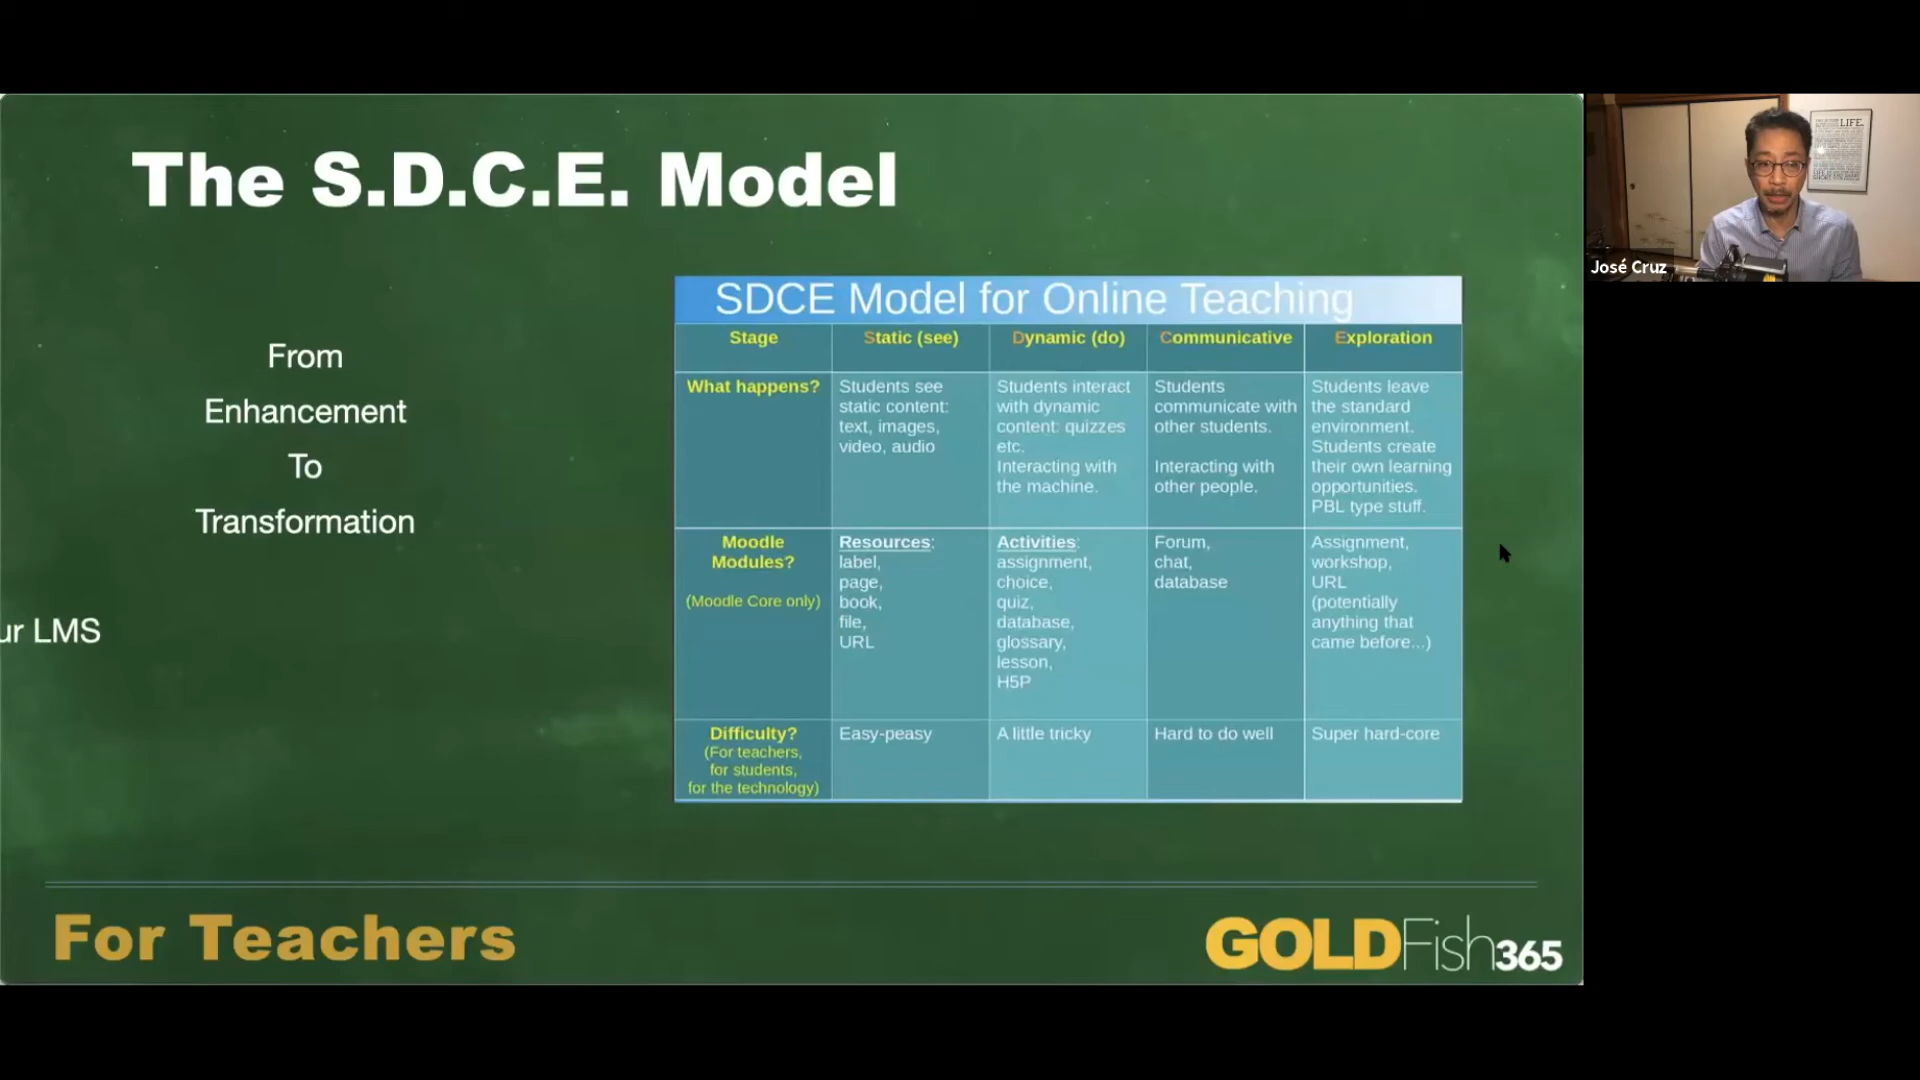 The S.D.C.E. Model
From
Enhancement
To
Transformation
ur LMS
SDCE Model for Online Teaching
Stage
Static (see)
Dynamic (do)
Communicative
Exploration
What happens?
Students see
static content:
text, images,
video, audio
Students interact
with dynamic
content: quizzes
etc.
Interacting with
the machine.
Students
communicate with
other students.
Interacting with
other people.
Students leave
the standard
environment.
Students create
their own learning
opportunities.
PBL type stuff.
Moodle
Modules?
(Moodle Core only)
Resources:
label,
page,
book,
file,
URL
Activities:
assignment,
choice,
quiz,
database,
glossary,
lesson,
H5P
Forum,
chat,
database
Assignment,
workshop,
URL
(potentially
anything that
came before...)
Difficulty?
(For teachers,
for students,
for the technology)
Easy-peasy
A little tricky
Hard to do well
Super hard-core
For Teachers
GOLDFish365
José Cruz
LIFE.